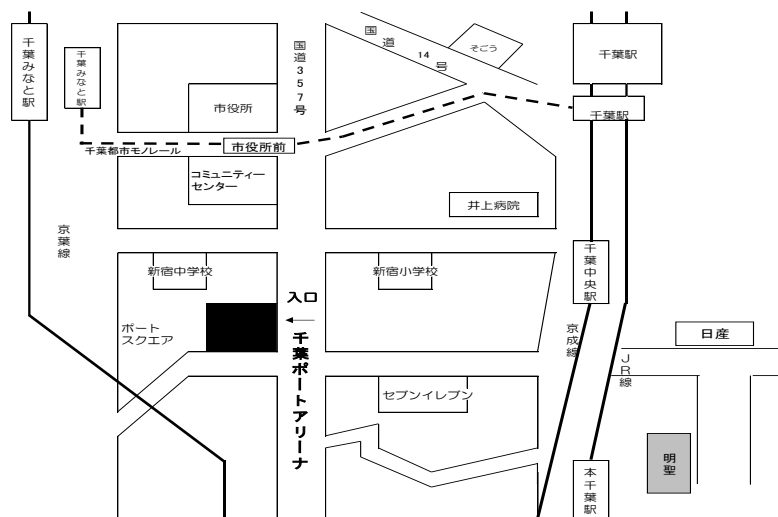 千葉みなと駅
千葉みなと駅
国道357号
国道
14号
そごう
千葉駅
千葉駅
市役所
市役所前
千葉都市モノレール
コミュニティー
センター
井上病院
京葉線
新宿中学校
新宿小学校
千葉中央駅
入口
ポート
スクエア
千葉ポートアリーナ
京成線
JR線
日産
セブンイレブン
明聖
本千葉駅